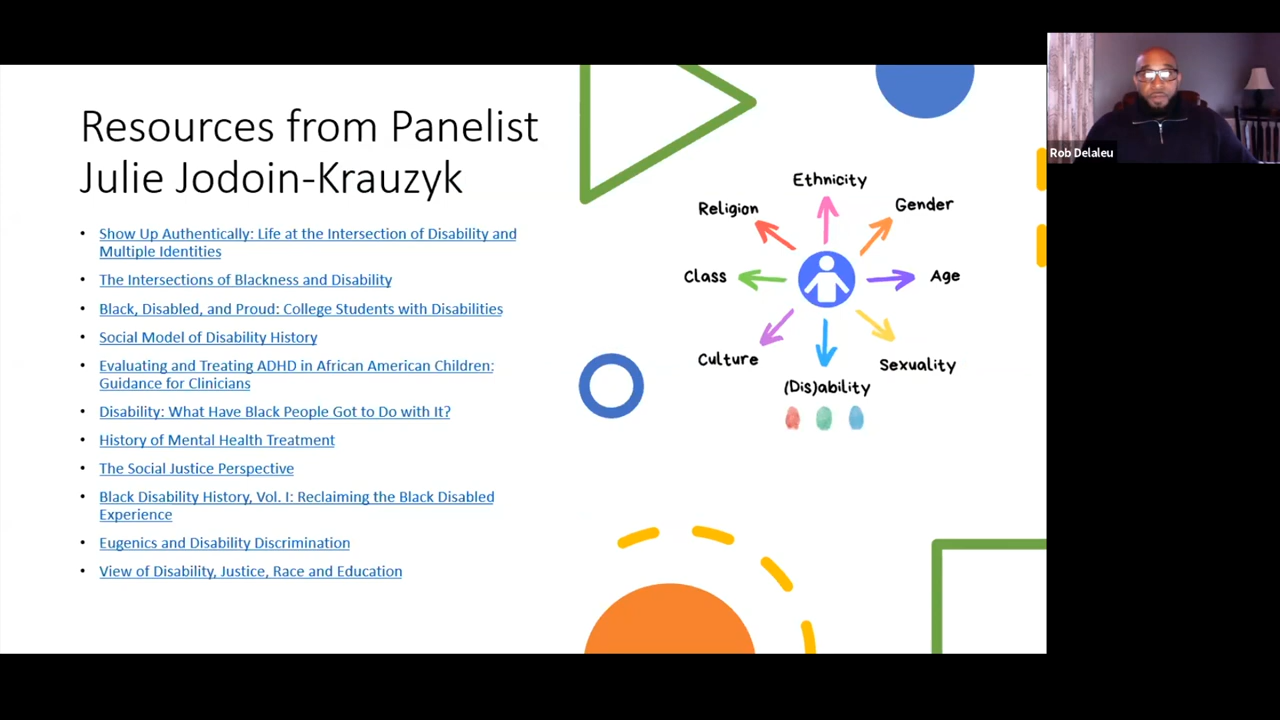 Resources from Panelist
Julie Jodoin-Krauzyk
• Show Up Authentically: Life at the Intersection of Disability and
Multiple Identities
• The Intersections of Blackness and Disability
• Black, Disabled, and Proud: College Students with Disabilities
• Social Model of Disability History
• Evaluating and Treating ADHD in African American Children:
Guidance for Clinicians
• Disability: What Have Black People Got to Do with It?
• History of Mental Health Treatment
• The Social Justice Perspective
• Black Disability History, Vol. I: Reclaiming the Black Disabled
Experience
• Eugenics and Disability Discrimination
• View of Disability, Justice, Race and Education
Ethnicity
Religion
Gender
Class
Age
Culture
Sexuality
(Dis)ability
Rob Delaleu